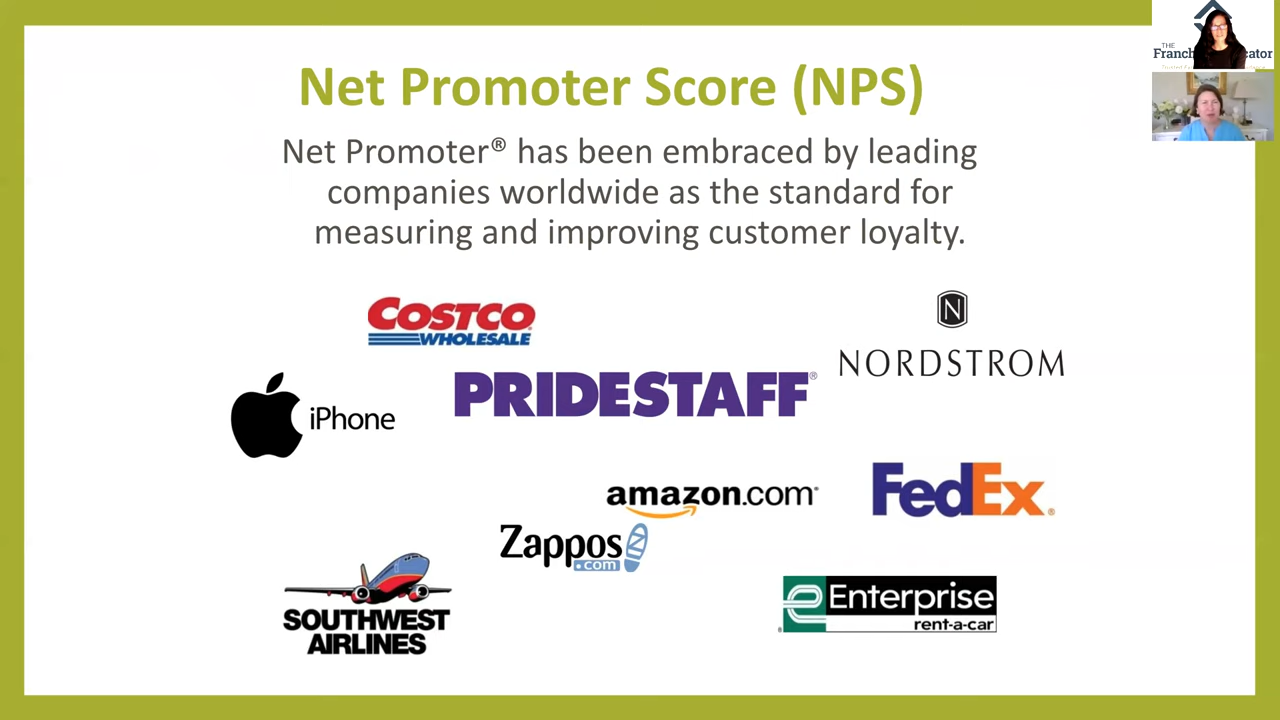 Net Promoter Score (NPS)
Net Promoter® has been embraced by leading
companies worldwide as the standard for
measuring and improving customer loyalty.
COSTCO
WHOLESALE
N
NORDSTROM
PRIDESTAFF®
iPhone
amazon.com
FedEx®
Zappos
.com
SOUTHWEST
AIRLINES
Enterprise
rent-a-car
THE